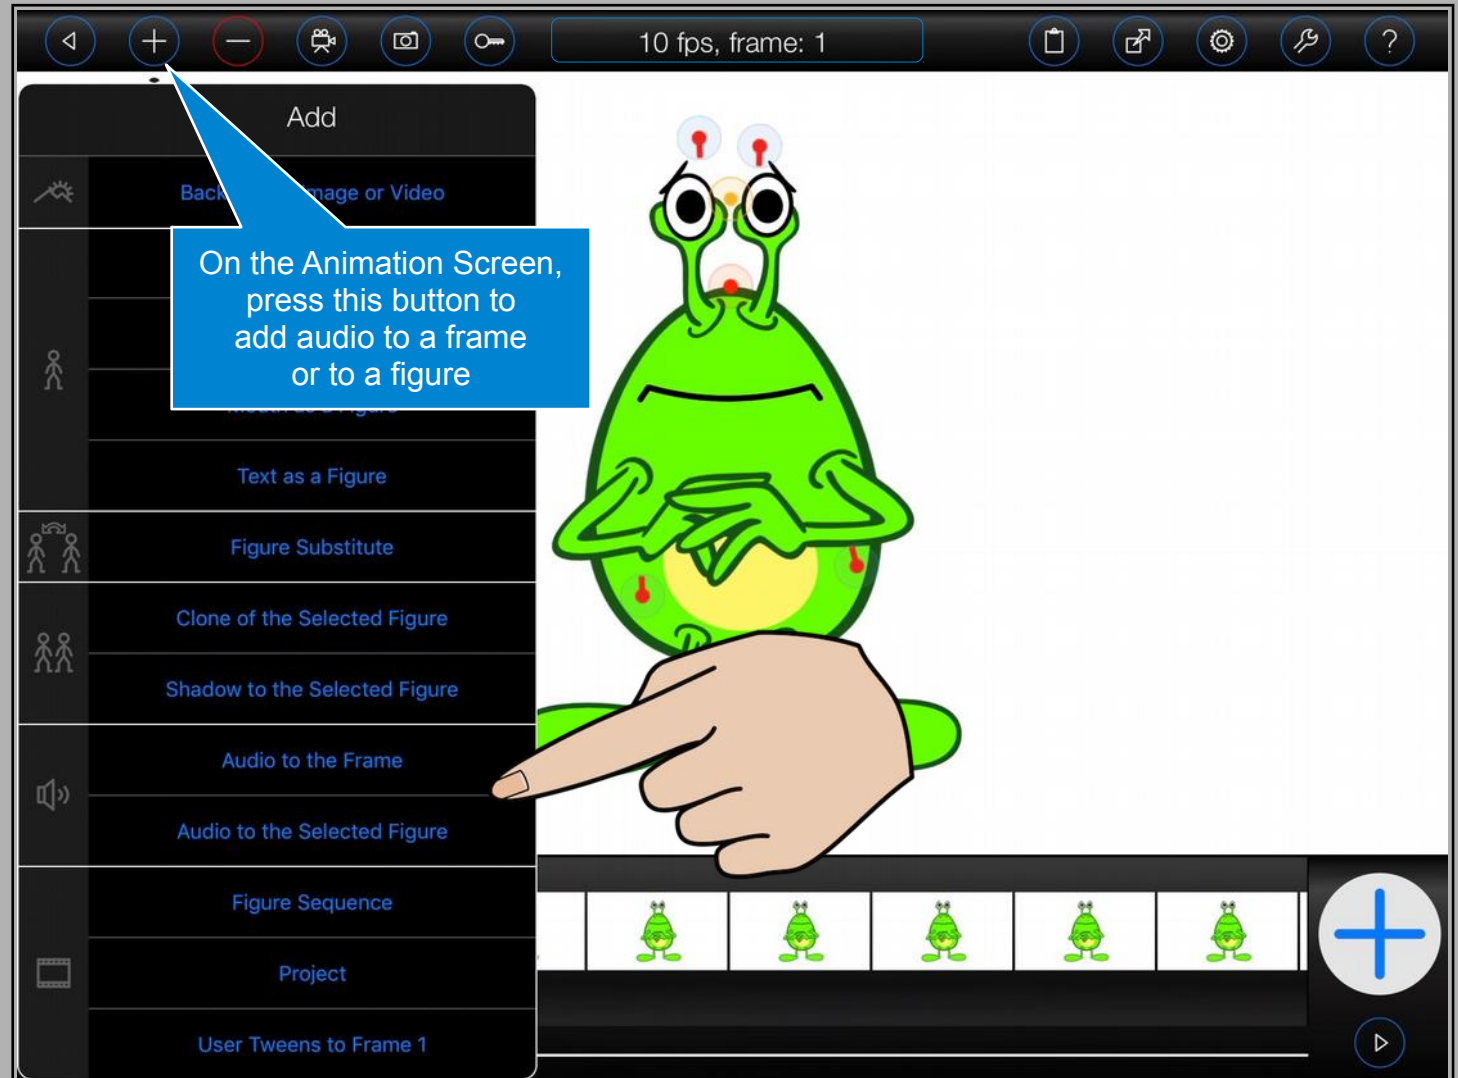 10 fps, frame: 1
?
Add
Back mage or Video
On the Animation Screen,
press this button to
add audio to a frame
or to a figure
Text as a Figure
Figure Substitute
Clone of the Selected Figure
Shadow to the Selected Figure
Audio to the Frame
Audio to the Selected Figure
Figure Sequence
Project
User Tweens to Frame 1